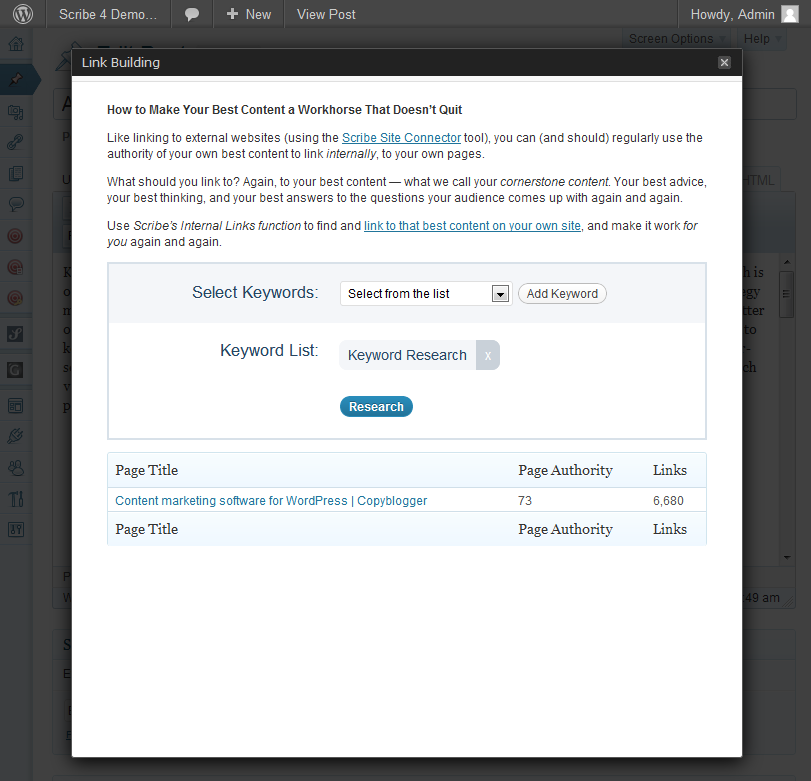 Scribe 4 Demo... + New View Post Howdy, Admin
Screen Options Help
Link Building x
How to Make Your Best Content a Workhorse That Doesn't Quit
Like linking to external websites (using the Scribe Site Connector tool), you can (and should) regularly use the
authority of your own best content to link internally, to your own pages.
What should you link to? Again, to your best content — what we call your cornerstone content. Your best advice,
your best thinking, and your best answers to the questions your audience comes up with again and again.
Use Scribe's Internal Links function to find and link to that best content on your own site, and make it work for
you again and again.
Select Keywords: Select from the list Add Keyword
Keyword List: Keyword Research x
Research
Page Title Page Authority Links
Content marketing software for WordPress | Copyblogger 73 6,680
Page Title Page Authority Links
49 am